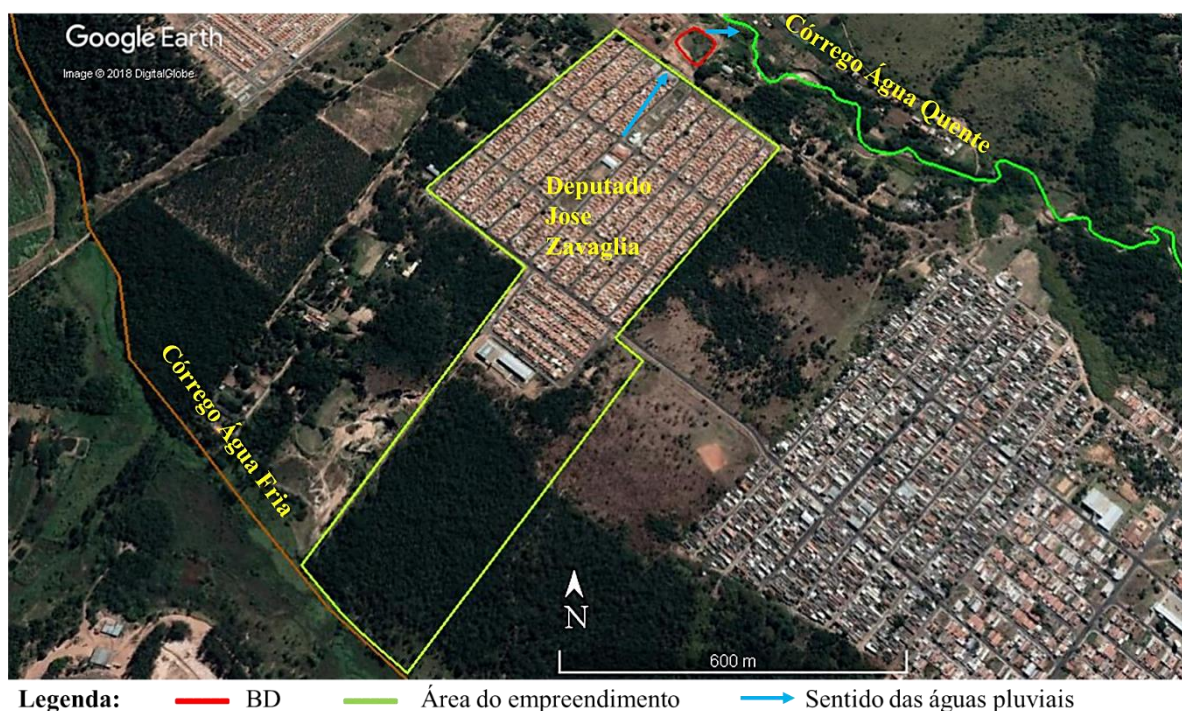 Google Earth
Image © 2018 DigitalGlobe
Córrego Água Quente
Deputado
Jose
Zavaglia
Córrego Água Fria
N
600 m
Legenda: BD Área do empreendimento Sentido das águas pluviais